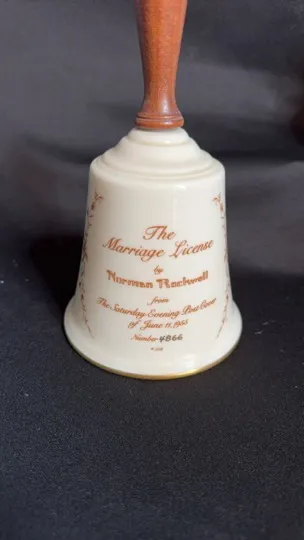 The
Marriage License
by
Norman Rockwell
from
The Saturday Evening Post Cover
of June 11, 1955
Number 4866